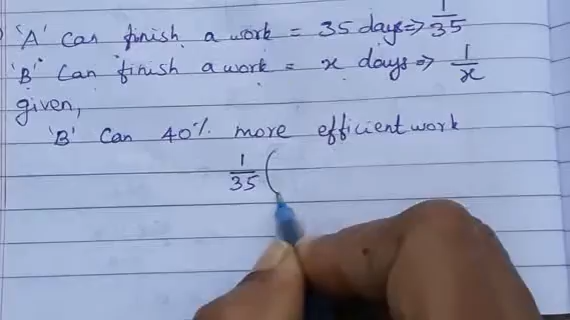 'A' Can finish a work = 35 days ⇒ 1/35
'B' Can finish a work = x days ⇒ 1/x
given,
'B' Can 40% more efficient work
1/35 (